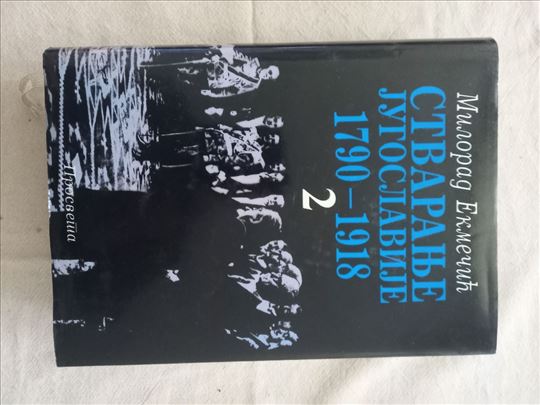 Милорад Екмечић
СТВАРАЊЕ
ЈУГОСЛАВИЈЕ
1790–1918
2
Просвета